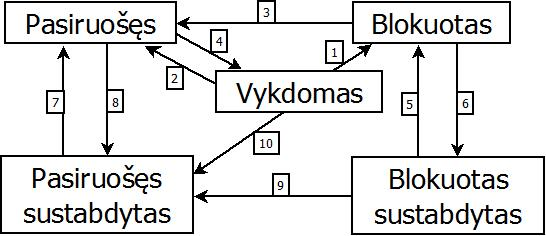 Pasiruošęs
3
Blokuotas
4
1
2
Vykdomas
7
8
5
6
10
Pasiruošęs
sustabdytas
9
Blokuotas
sustabdytas